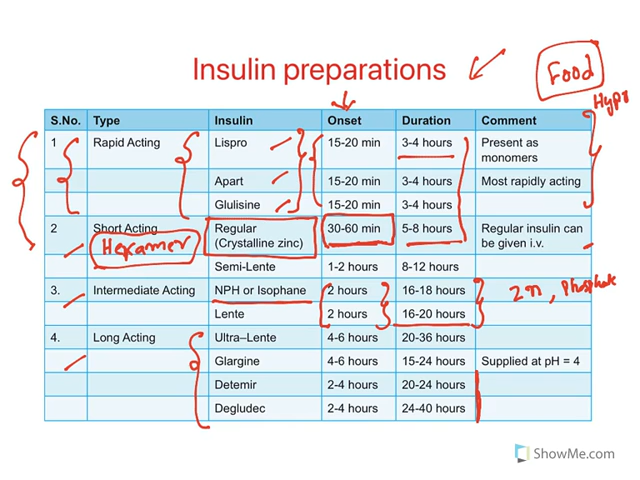 Insulin preparations
Food
Hypo
S.No. Type Insulin Onset Duration Comment
1 Rapid Acting Lispro 15-20 min 3-4 hours Present as
monomers
Apart 15-20 min 3-4 hours Most rapidly acting
Glulisine 15-20 min 3-4 hours
2 Short Acting Regular 30-60 min 5-8 hours Regular insulin can
Hexamer (Crystalline zinc) be given i.v.
Semi-Lente 1-2 hours 8-12 hours
3. Intermediate Acting NPH or Isophane 2 hours 16-18 hours Zn, Phosphate
Lente 2 hours 16-20 hours
4. Long Acting Ultra–Lente 4-6 hours 20-36 hours
Glargine 4-6 hours 15-24 hours Supplied at pH = 4
Detemir 2-4 hours 20-24 hours
Degludec 2-4 hours 24-40 hours
ShowMe.com